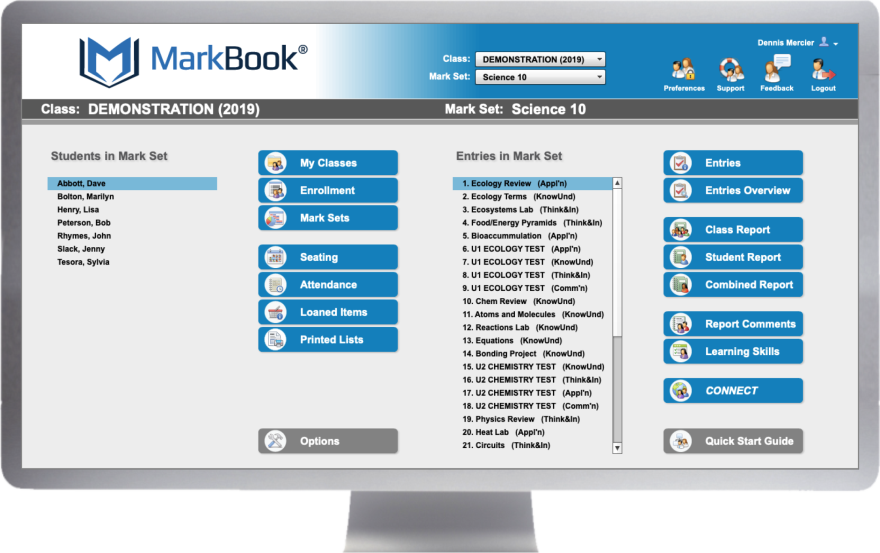 MarkBook®
Dennis Mercier
Class: DEMONSTRATION (2019)
Mark Set: Science 10
Preferences
Support
Feedback
Logout
Class: DEMONSTRATION (2019)
Mark Set: Science 10
Students in Mark Set
Abbott, Dave
Bolton, Marilyn
Henry, Lisa
Peterson, Bob
Rhymes, John
Slack, Jenny
Tesora, Sylvia
My Classes
Enrollment
Mark Sets
Seating
Attendance
Loaned Items
Printed Lists
Options
Entries in Mark Set
1. Ecology Review (Appl'n)
2. Ecology Terms (KnowUnd)
3. Ecosystems Lab (Think&In)
4. Food/Energy Pyramids (Think&In)
5. Bioaccummulation (Appl'n)
6. U1 ECOLOGY TEST (Appl'n)
7. U1 ECOLOGY TEST (KnowUnd)
8. U1 ECOLOGY TEST (Think&In)
9. U1 ECOLOGY TEST (Comm'n)
10. Chem Review (KnowUnd)
11. Atoms and Molecules (KnowUnd)
12. Reactions Lab (KnowUnd)
13. Equations (KnowUnd)
14. Bonding Project (KnowUnd)
15. U2 CHEMISTRY TEST (KnowUnd)
16. U2 CHEMISTRY TEST (Think&In)
17. U2 CHEMISTRY TEST (Appl'n)
18. U2 CHEMISTRY TEST (Comm'n)
19. Physics Review (Think&In)
20. Heat Lab (Appl'n)
21. Circuits (Think&In)
Entries
Entries Overview
Class Report
Student Report
Combined Report
Report Comments
Learning Skills
CONNECT
Quick Start Guide